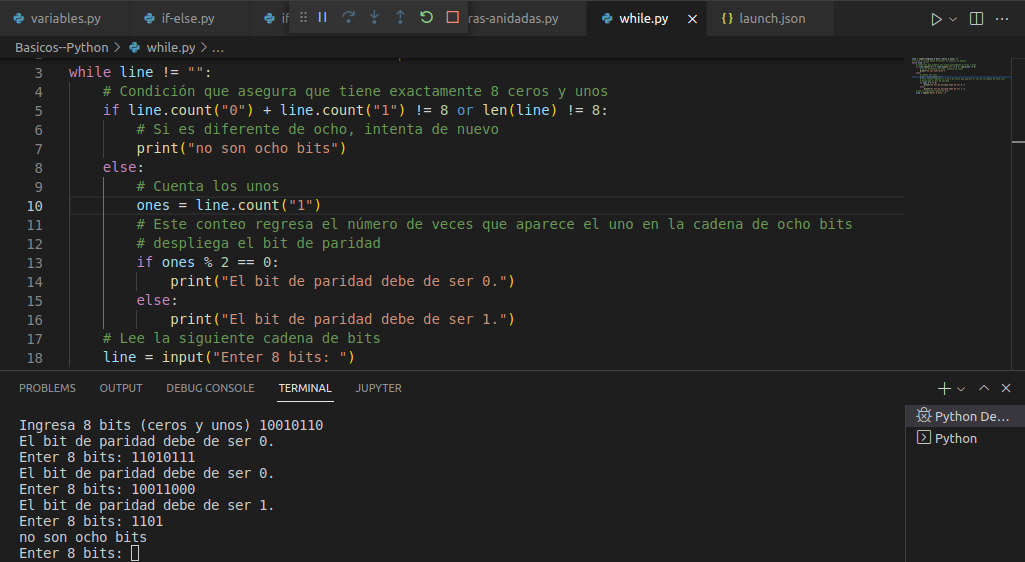 variables.py
if-else.py
if
ras-anidadas.py
while.py
launch.json
Basicos--Python > while.py > ...
3 while line != "":
4 # Condición que asegura que tiene exactamente 8 ceros y unos
5 if line.count("0") + line.count("1") != 8 or len(line) != 8:
6 # Si es diferente de ocho, intenta de nuevo
7 print("no son ocho bits")
8 else:
9 # Cuenta los unos
10 ones = line.count("1")
11 # Este conteo regresa el número de veces que aparece el uno en la cadena de ocho bits
12 # despliega el bit de paridad
13 if ones % 2 == 0:
14 print("El bit de paridad debe de ser 0.")
15 else:
16 print("El bit de paridad debe de ser 1.")
17 # Lee la siguiente cadena de bits
18 line = input("Enter 8 bits: ")
PROBLEMS OUTPUT DEBUG CONSOLE TERMINAL JUPYTER
Ingresa 8 bits (ceros y unos) 10010110
El bit de paridad debe de ser 0.
Enter 8 bits: 11010111
El bit de paridad debe de ser 0.
Enter 8 bits: 10011000
El bit de paridad debe de ser 1.
Enter 8 bits: 1101
no son ocho bits
Enter 8 bits:
Python De...
Python